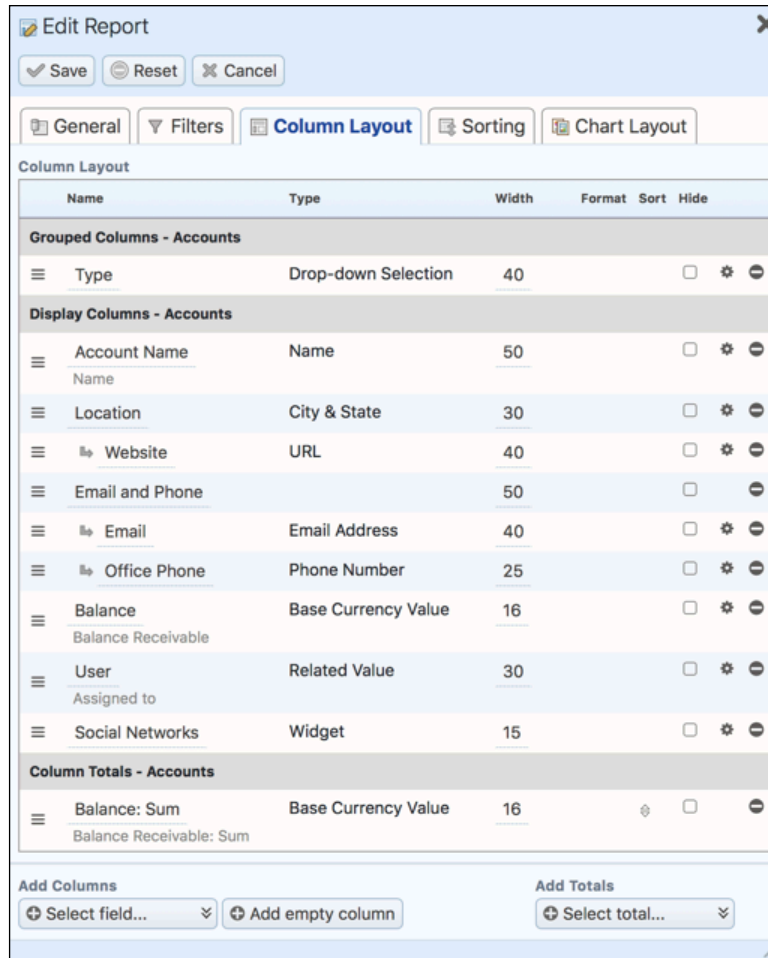 Edit Report
Save Reset Cancel
General Filters Column Layout Sorting Chart Layout
Column Layout
Name Type Width Format Sort Hide
Grouped Columns - Accounts
Type Drop-down Selection 40
Display Columns - Accounts
Account Name Name 50
Name
Location City & State 30
Website URL 40
Email and Phone 50
Email Email Address 40
Office Phone Phone Number 25
Balance Base Currency Value 16
Balance Receivable
User Related Value 30
Assigned to
Social Networks Widget 15
Column Totals - Accounts
Balance: Sum Base Currency Value 16
Balance Receivable: Sum
Add Columns Add Totals
Select field... Add empty column Select total...